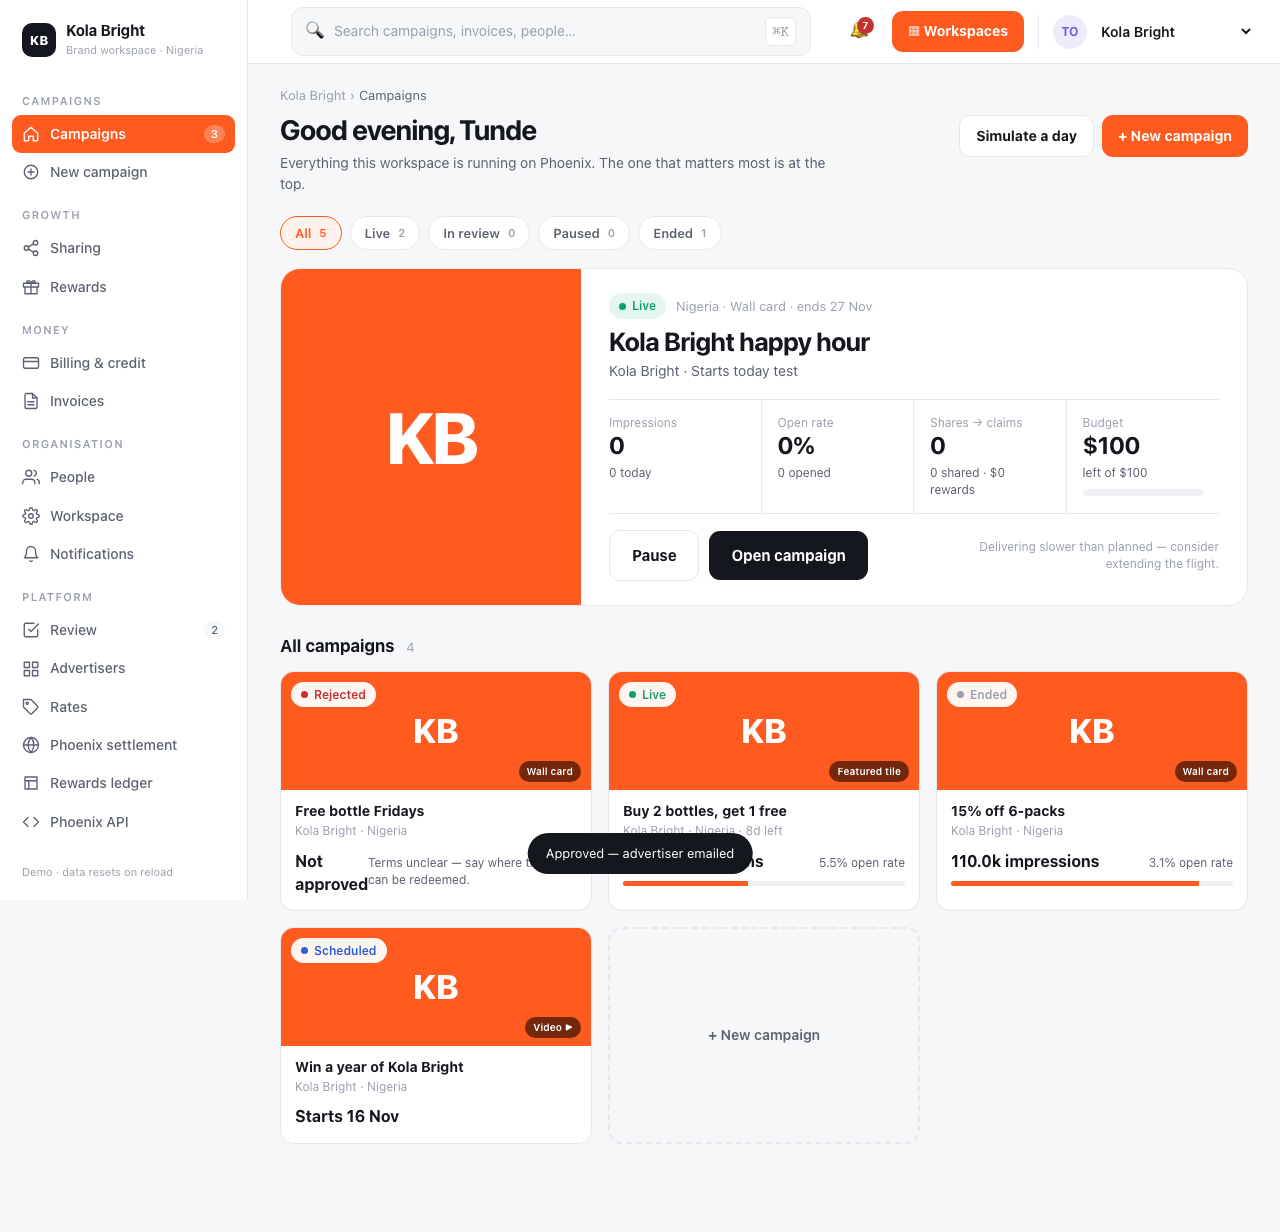 KB
Kola Bright
Brand workspace · Nigeria
CAMPAIGNS
Campaigns 3
New campaign
GROWTH
Sharing
Rewards
MONEY
Billing & credit
Invoices
ORGANISATION
People
Workspace
Notifications
PLATFORM
Review 2
Advertisers
Rates
Phoenix settlement
Rewards ledger
Phoenix API
Demo · data resets on reload
Search campaigns, invoices, people… ⌘K
7
Workspaces
TO Kola Bright
Kola Bright › Campaigns
Good evening, Tunde
Everything this workspace is running on Phoenix. The one that matters most is at the
top.
Simulate a day
+ New campaign
All 5 Live 2 In review 0 Paused 0 Ended 1
KB
Live Nigeria · Wall card · ends 27 Nov
Kola Bright happy hour
Kola Bright · Starts today test
Impressions
0
0 today
Open rate
0%
0 opened
Shares → claims
0
0 shared · $0
rewards
Budget
$100
left of $100
Pause
Open campaign
Delivering slower than planned — consider
extending the flight.
All campaigns 4
Rejected
KB
Wall card
Free bottle Fridays
Kola Bright · Nigeria
Not
approved
Terms unclear — say where
can be redeemed.
Live
KB
Featured tile
Buy 2 bottles, get 1 free
Kola Bright · Nigeria · 8d left
5.5% open rate
Ended
KB
Wall card
15% off 6-packs
Kola Bright · Nigeria
110.0k impressions
3.1% open rate
Approved — advertiser emailed
Scheduled
KB
Video
Win a year of Kola Bright
Kola Bright · Nigeria
Starts 16 Nov
+ New campaign